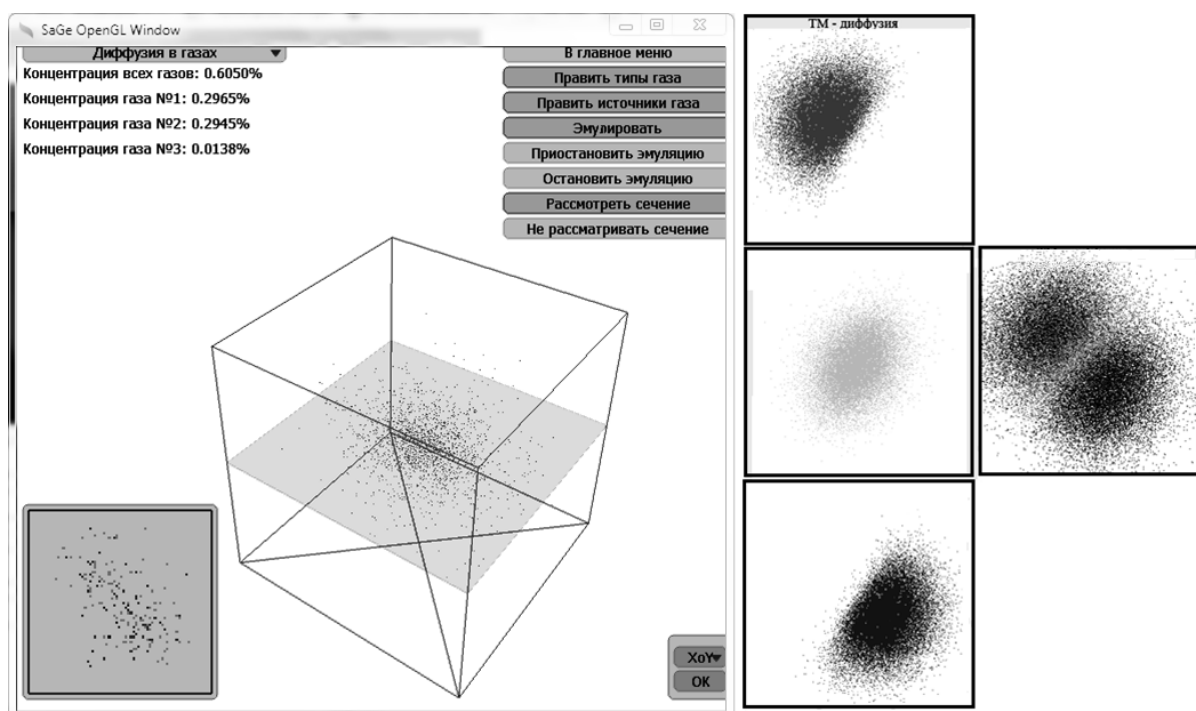 SaGe OpenGL Window
Диффузия в газах
Концентрация всех газов: 0.6050%
Концентрация газа №1: 0.2965%
Концентрация газа №2: 0.2945%
Концентрация газа №3: 0.0138%
В главное меню
Править типы газа
Править источники газа
Эмулировать
Приостановить эмуляцию
Остановить эмуляцию
Рассмотреть сечение
Не рассматривать сечение
XoY
OK
ТМ - диффузия